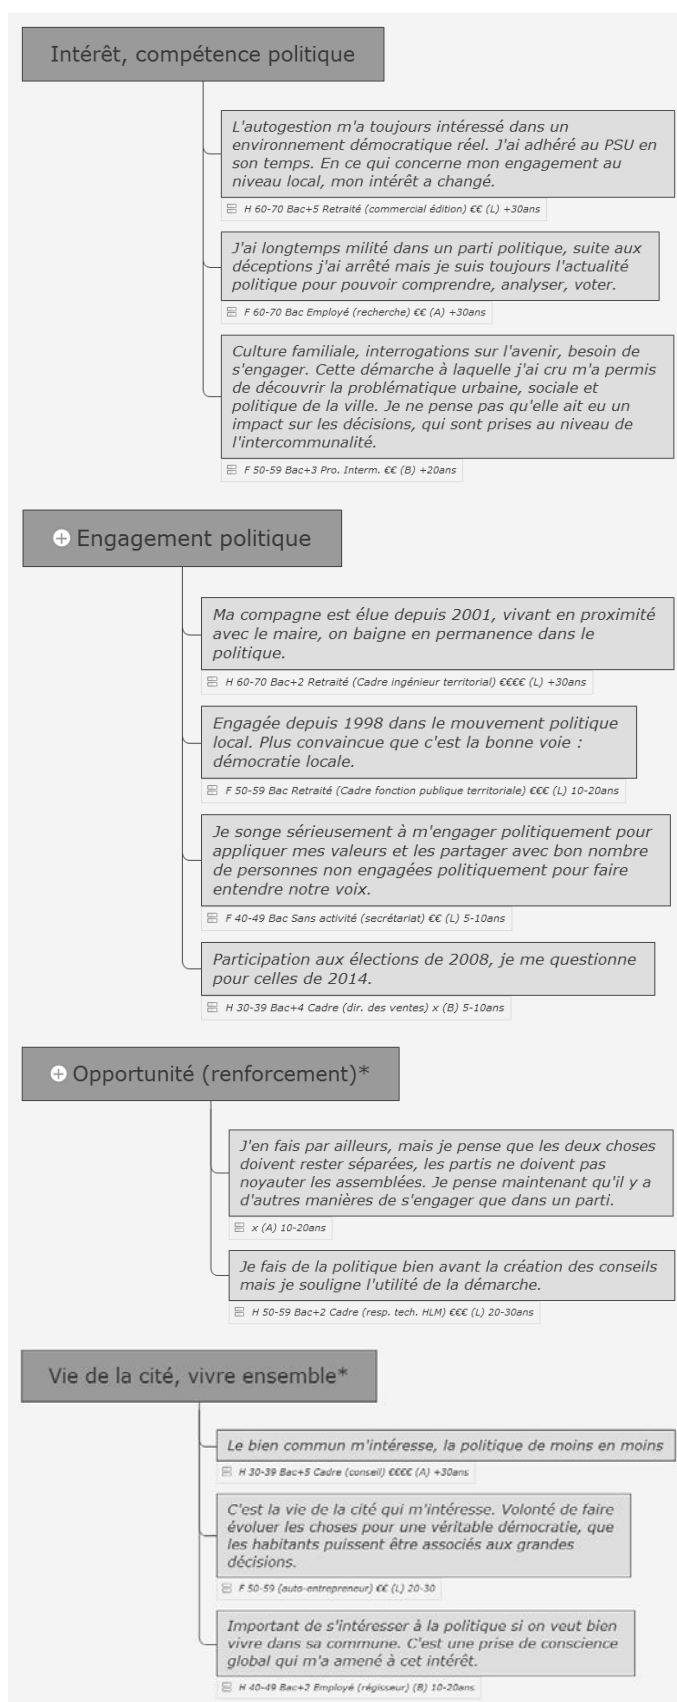 Intérêt, compétence politique
L'autogestion m'a toujours intéressé dans un
environnement démocratique réel. J'ai adhéré au PSU en
son temps. En ce qui concerne mon engagement au
niveau local, mon intérêt a changé.
H 60-70 Bac+5 Retraité (commercial édition) €€ (L) +30ans
J'ai longtemps milité dans un parti politique, suite aux
déceptions j'ai arrêté mais je suis toujours l'actualité
politique pour pouvoir comprendre, analyser, voter.
F 60-70 Bac Employé (recherche) €€ (A) +30ans
Culture familiale, interrogations sur l'avenir, besoin de
s'engager. Cette démarche à laquelle j'ai cru m'a permis
de découvrir la problématique urbaine, sociale et
politique de la ville. Je ne pense pas qu'elle ait eu un
impact sur les décisions, qui sont prises au niveau de
l'intercommunalité.
F 50-59 Bac+3 Pro. Interm. €€ (B) +20ans
Engagement politique
Ma compagne est élue depuis 2001, vivant en proximité
avec le maire, on baigne en permanence dans le
politique.
H 60-70 Bac+2 Retraité (Cadre ingénieur territorial) €€€€ (L) +30ans
Engagée depuis 1998 dans le mouvement politique
local. Plus convaincue que c'est la bonne voie :
démocratie locale.
F 50-59 Bac Retraité (Cadre fonction publique territoriale) €€€ (L) 10-20ans
Je songe sérieusement à m'engager politiquement pour
appliquer mes valeurs et les partager avec bon nombre
de personnes non engagées politiquement pour faire
entendre notre voix.
F 40-49 Bac Sans activité (secrétariat) €€ (L) 5-10ans
Participation aux élections de 2008, je me questionne
pour celles de 2014.
H 30-39 Bac+4 Cadre (dir. des ventes) x (B) 5-10ans
Opportunité (renforcement)*
J'en fais par ailleurs, mais je pense que les deux choses
doivent rester séparées, les partis ne doivent pas
noyauter les assemblées. Je pense maintenant qu'il y a
d'autres manières de s'engager que dans un parti.
x (A) 10-20ans
Je fais de la politique bien avant la création des conseils
mais je souligne l'utilité de la démarche.
H 50-59 Bac+2 Cadre (resp. tech. HLM) €€€ (L) 20-30ans
Vie de la cité, vivre ensemble*
Le bien commun m'intéresse, la politique de moins en moins
H 30-39 Bac+5 Cadre (conseil) €€€€ (A) +30ans
C'est la vie de la cité qui m'intéresse. Volonté de faire
évoluer les choses pour une véritable démocratie, que
les habitants puissent être associés aux grandes
décisions.
F 50-59 (auto-entrepreneur) €€ (L) 20-30
Important de s'intéresser à la politique si on veut bien
vivre dans sa commune. C'est une prise de conscience
global qui m'a amené à cet intérêt.
H 40-49 Bac+2 Employé (régisseur) (B) 10-20ans